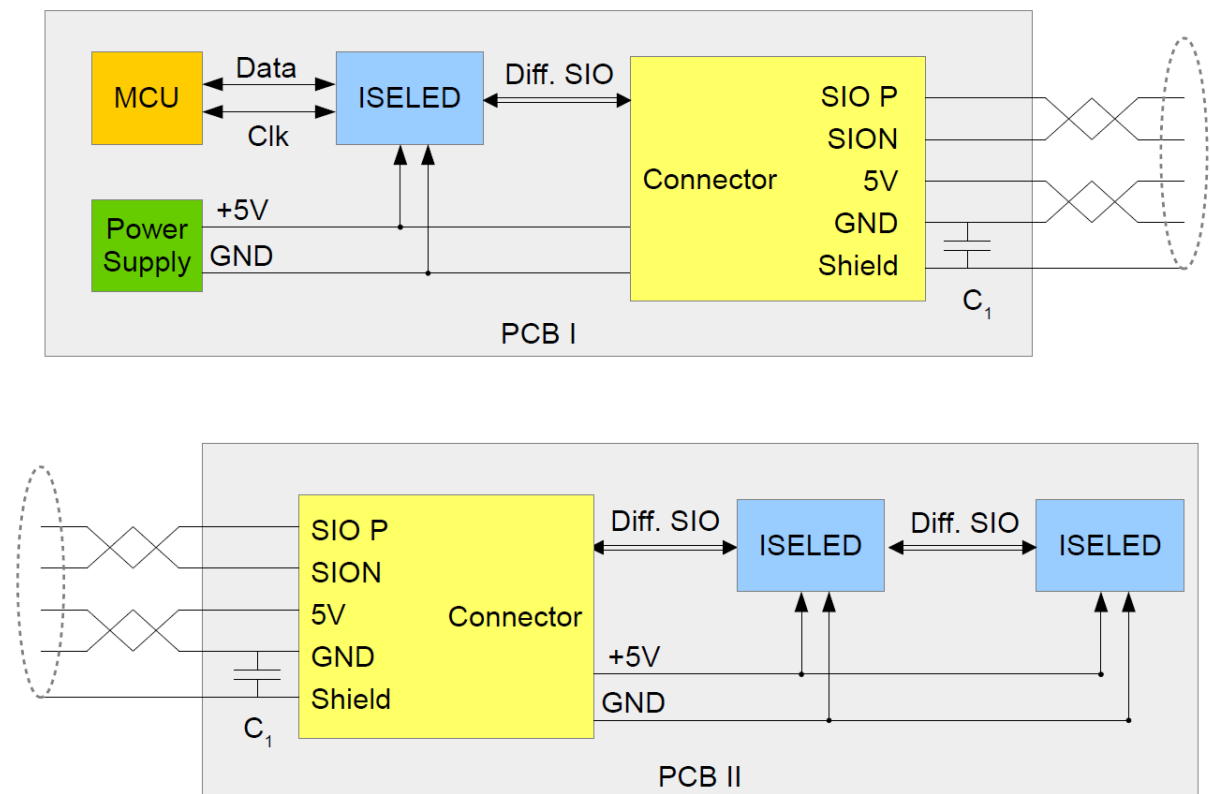 MCU
Data
Clk
ISELED
Diff. SIO
Connector
SIO P
SION
5V
GND
Shield
C1
Power
Supply
+5V
GND
PCB I
SIO P
SION
5V
GND
Shield
C1
Connector
Diff. SIO
ISELED
Diff. SIO
ISELED
+5V
GND
PCB II